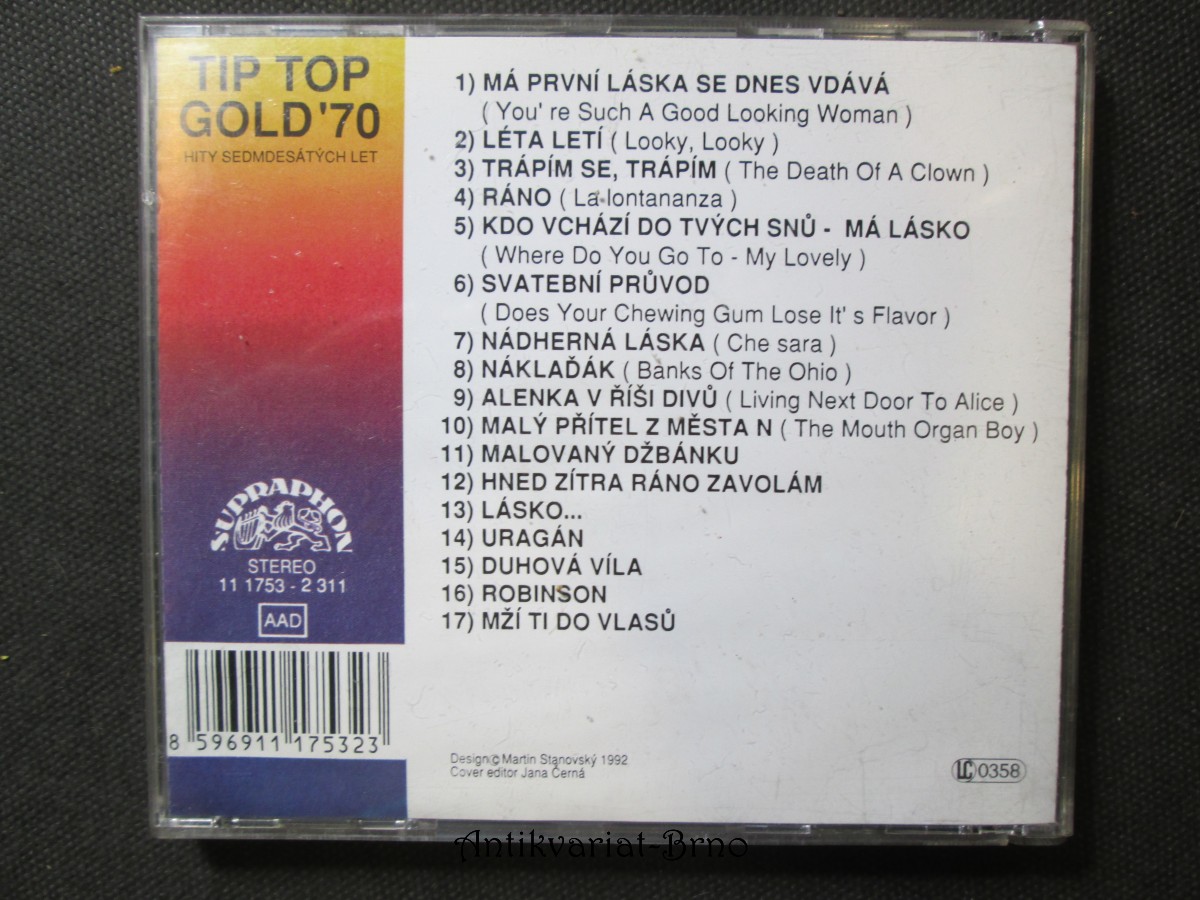 TIP TOP
GOLD '70
HITY SEDMDESÁTÝCH LET
1) MÁ PRVNÍ LÁSKA SE DNES VDÁVÁ
( You' re Such A Good Looking Woman )
2) LÉTA LETÍ ( Looky, Looky )
3) TRÁPÍM SE, TRÁPÍM ( The Death Of A Clown )
4) RÁNO ( La lontananza )
5) KDO VCHÁZÍ DO TVÝCH SNŮ - MÁ LÁSKO
( Where Do You Go To - My Lovely )
6) SVATEBNÍ PRŮVOD
( Does Your Chewing Gum Lose It' s Flavor )
7) NÁDHERNÁ LÁSKA ( Che sara )
8) NÁKLAĎÁK ( Banks Of The Ohio )
9) ALENKA V ŘÍŠI DIVŮ ( Living Next Door To Alice )
10) MALÝ PŘÍTEL Z MĚSTA N ( The Mouth Organ Boy )
11) MALOVANÝ DŽBÁNKU
12) HNED ZÍTRA RÁNO ZAVOLÁM
13) LÁSKO...
14) URAGÁN
15) DUHOVÁ VÍLA
16) ROBINSON
17) MŽÍ TI DO VLASŮ
SUPRAPHON
STEREO
11 1753 - 2 311
AAD
8 596911 175323
Design © Martin Stanovský 1992
Cover editor Jana Černá
LC 0358
Antikvariat-Brno